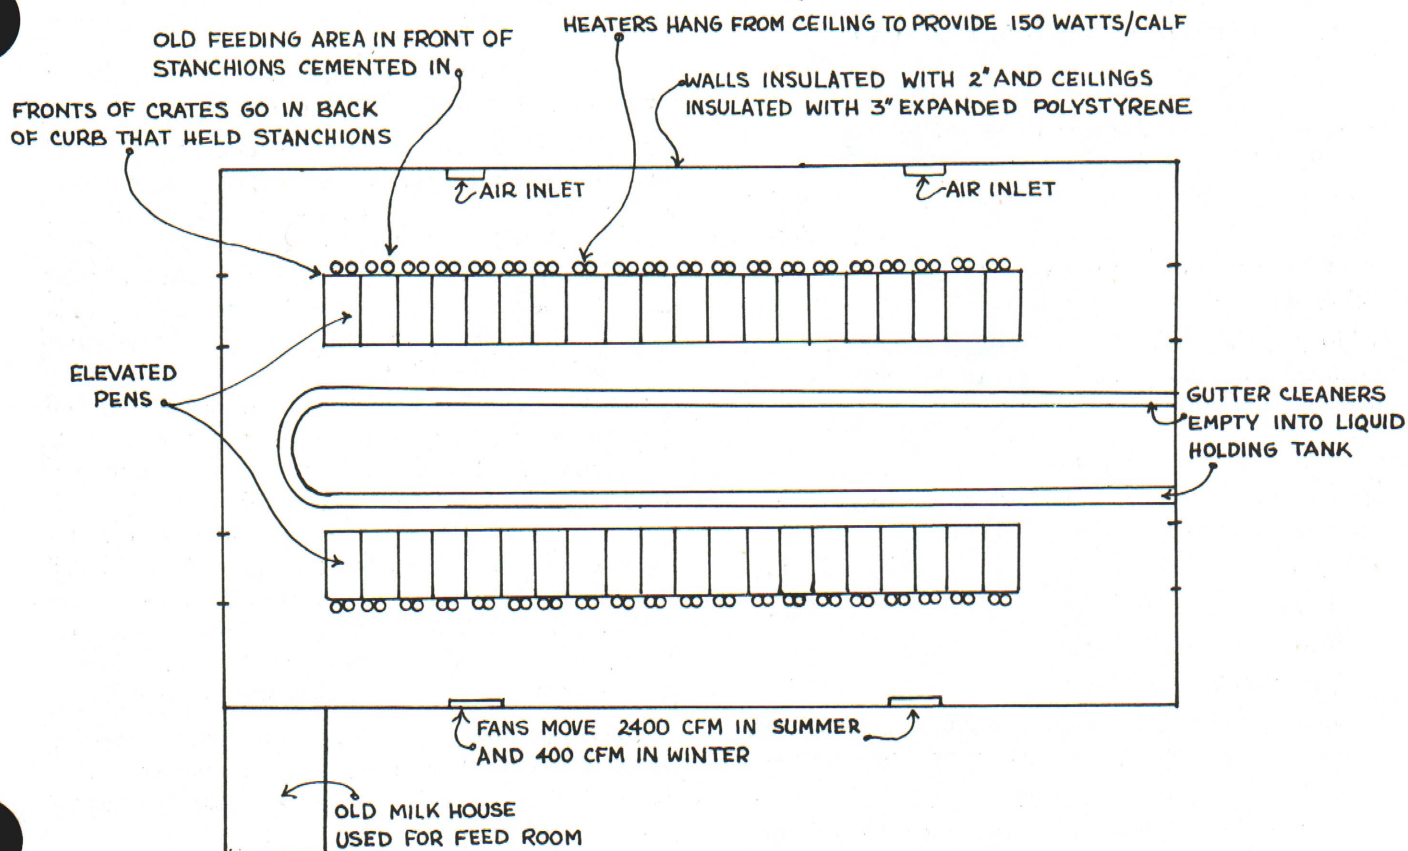 HEATERS HANG FROM CEILING TO PROVIDE 150 WATTS/CALF
OLD FEEDING AREA IN FRONT OF
STANCHIONS CEMENTED IN
WALLS INSULATED WITH 2" AND CEILINGS
INSULATED WITH 3" EXPANDED POLYSTYRENE
FRONTS OF CRATES GO IN BACK
OF CURB THAT HELD STANCHIONS
AIR INLET
AIR INLET
ELEVATED
PENS
GUTTER CLEANERS
EMPTY INTO LIQUID
HOLDING TANK
FANS MOVE 2400 CFM IN SUMMER
AND 400 CFM IN WINTER
OLD MILK HOUSE
USED FOR FEED ROOM